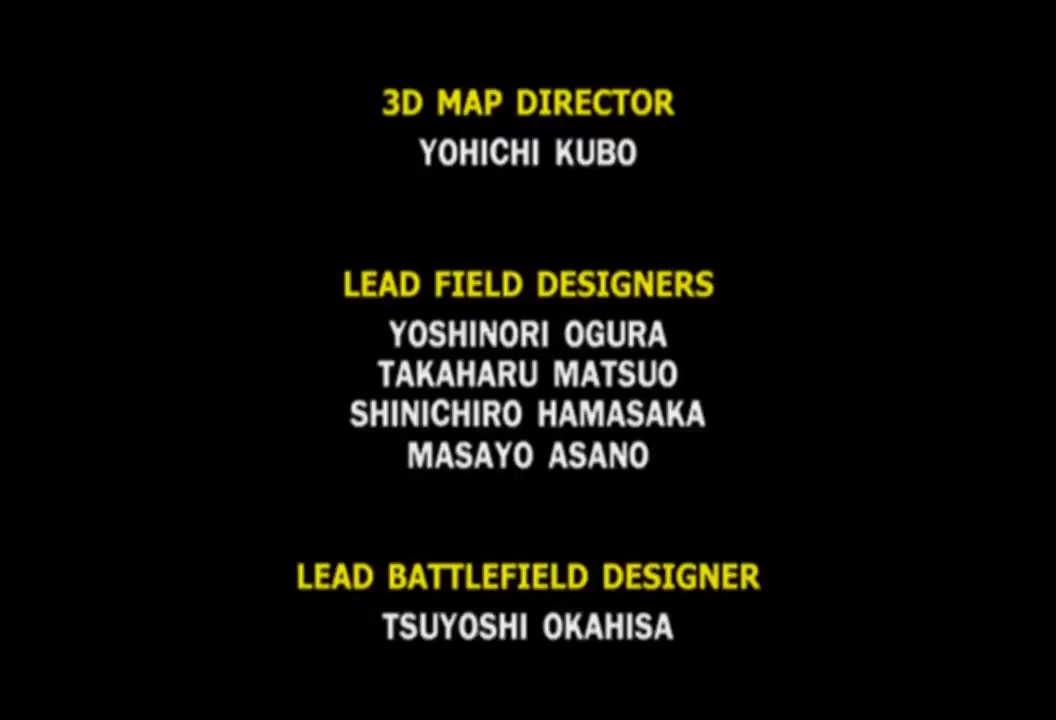 3D MAP DIRECTOR
YOHICHI KUBO
LEAD FIELD DESIGNERS
YOSHINORI OGURA
TAKAHARU MATSUO
SHINICHIRO HAMASAKA
MASAYO ASANO
LEAD BATTLEFIELD DESIGNER
TSUYOSHI OKAHISA